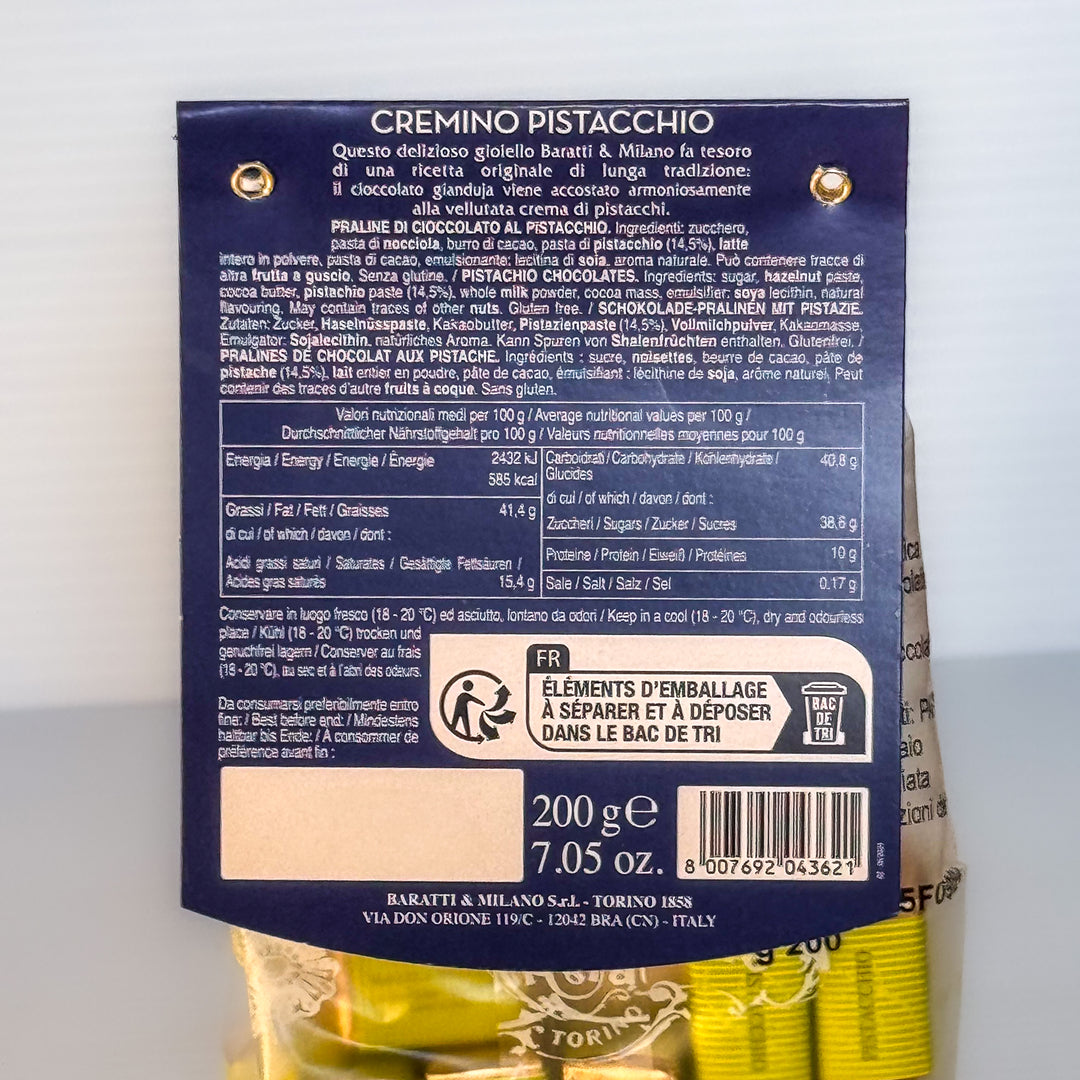 CREMINO PISTACCHIO
Questo delizioso gioiello Baratti & Milano fa tesoro
di una ricetta originale di lunga tradizione:
il cioccolato gianduja viene accostato armoniosamente
alla vellutata crema di pistacchi.
PRALINE DI CIOCCOLATO AL PISTACCHIO. Ingredienti: zucchero,
pasta di nocciola, burro di cacao, pasta di pistacchio (14,5%), latte
intero in polvere, pasta di cacao, emulsionante: lecitina di soia, aroma naturale. Può contenere tracce di
altra frutta a guscio. Senza glutine. / PISTACHIO CHOCOLATES. Ingredients: sugar, hazelnut paste,
cocoa butter, pistachio paste (14,5%), whole milk powder, cocoa mass, emulsifier: soya lecithin, natural
flavouring. May contain traces of other nuts. Gluten free. / SCHOKOLADE-PRALINEN MIT PISTAZIE.
Zutaten: Zucker, Haselnüsspaste, Kakaobutter, Pistazienpaste (14,5%), Vollmilchpulver, Kakaomasse,
Emulgator: Sojalecithin, natürliches Aroma. Kann Spuren von Shalenfrüchten enthalten. Glutenfrei. /
PRALINES DE CHOCOLAT AUX PISTACHE. Ingrédients : sucre, noisettes, beurre de cacao, pâte de
pistache (14,5%), lait entier en poudre, pâte de cacao, émulsifiant : lécithine de soja, arôme naturel. Peut
contenir des traces d'autre fruits à coque. Sans gluten.
Valori nutrizionali medi per 100 g / Average nutritional values per 100 g /
Durchschnittlicher Nährstoffgehalt pro 100 g / Valeurs nutritionnelles moyennes pour 100 g
Energia / Energy / Energie / Énergie 2432 kJ
585 kcal
Grassi / Fat / Fett / Graisses 41,4 g
di cui / of which / davon / dont :
Acidi grassi saturi / Saturates / Gesättigte Fettsäuren /
Acides gras saturés 15,4 g
Carboidrati / Carbohydrate / Kohlenhydrate / 40,8 g
Glucides
di cui / of which / davon / dont :
Zuccheri / Sugars / Zucker / Sucres 38,6 g
Proteine / Protein / Eiweiß / Protéines 10 g
Sale / Salt / Salz / Sel 0,17 g
Conservare in luogo fresco (18 - 20 °C) ed asciutto, lontano da odori / Keep in a cool (18 - 20 °C), dry and odourless
place / Kühl (18 - 20 °C) trocken und
geruchfrei lagern / Conserver au frais
(18 - 20 °C), au sec et à l'abri des odeurs.
Da consumarsi preferibilmente entro
fine: / Best before end: / Mindestens
haltbar bis Ende: / À consommer de
préférence avant fin :
FR
ÉLÉMENTS D'EMBALLAGE
À SÉPARER ET À DÉPOSER
DANS LE BAC DE TRI
BAC
DE
TRI
200 g e
7.05 oz.
8 007692 043621
BARATTI & MILANO S.r.l. - TORINO 1858
VIA DON ORIONE 119/C - 12042 BRA (CN) - ITALY
g 200
TORINO
PISTACCHIO